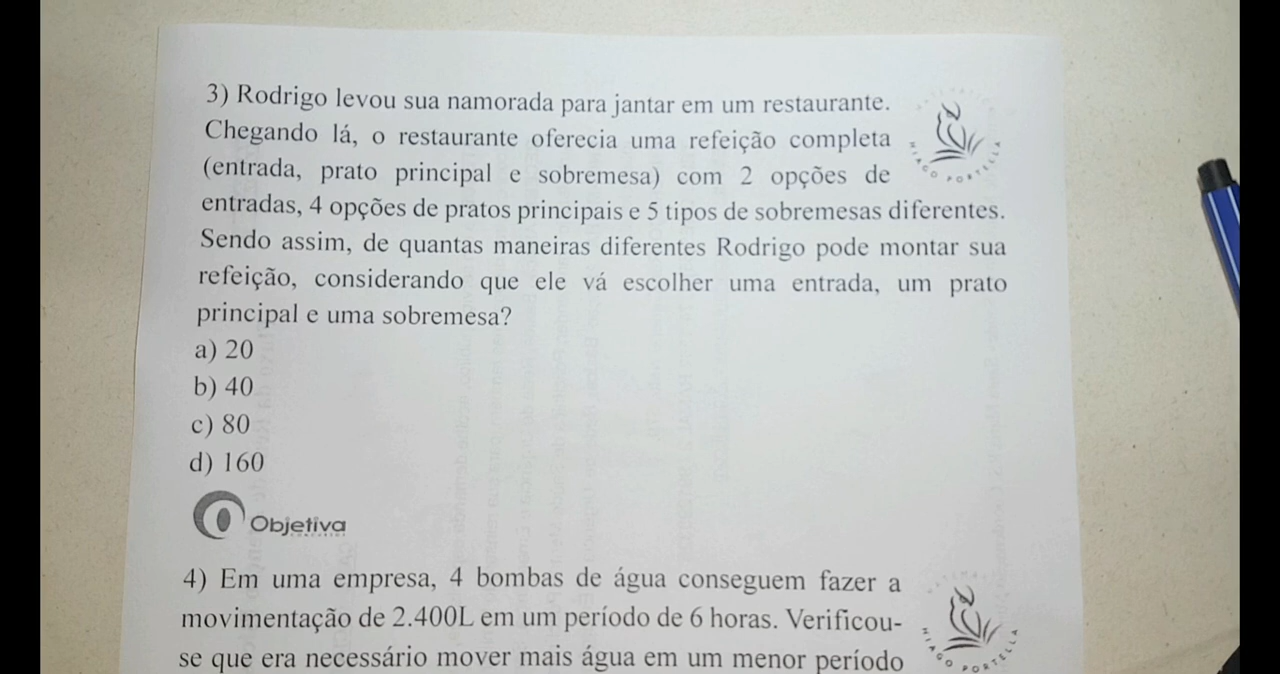 3) Rodrigo levou sua namorada para jantar em um restaurante.
Chegando lá, o restaurante oferecia uma refeição completa
(entrada, prato principal e sobremesa) com 2 opções de
entradas, 4 opções de pratos principais e 5 tipos de sobremesas diferentes.
Sendo assim, de quantas maneiras diferentes Rodrigo pode montar sua
refeição, considerando que ele vá escolher uma entrada, um prato
principal e uma sobremesa?
a) 20
b) 40
c) 80
d) 160
Objetiva
CONCURSOS
4) Em uma empresa, 4 bombas de água conseguem fazer a
movimentação de 2.400L em um período de 6 horas. Verificou-
se que era necessário mover mais água em um menor período
HIAGO PORTELLA
HIAGO PORTELLA